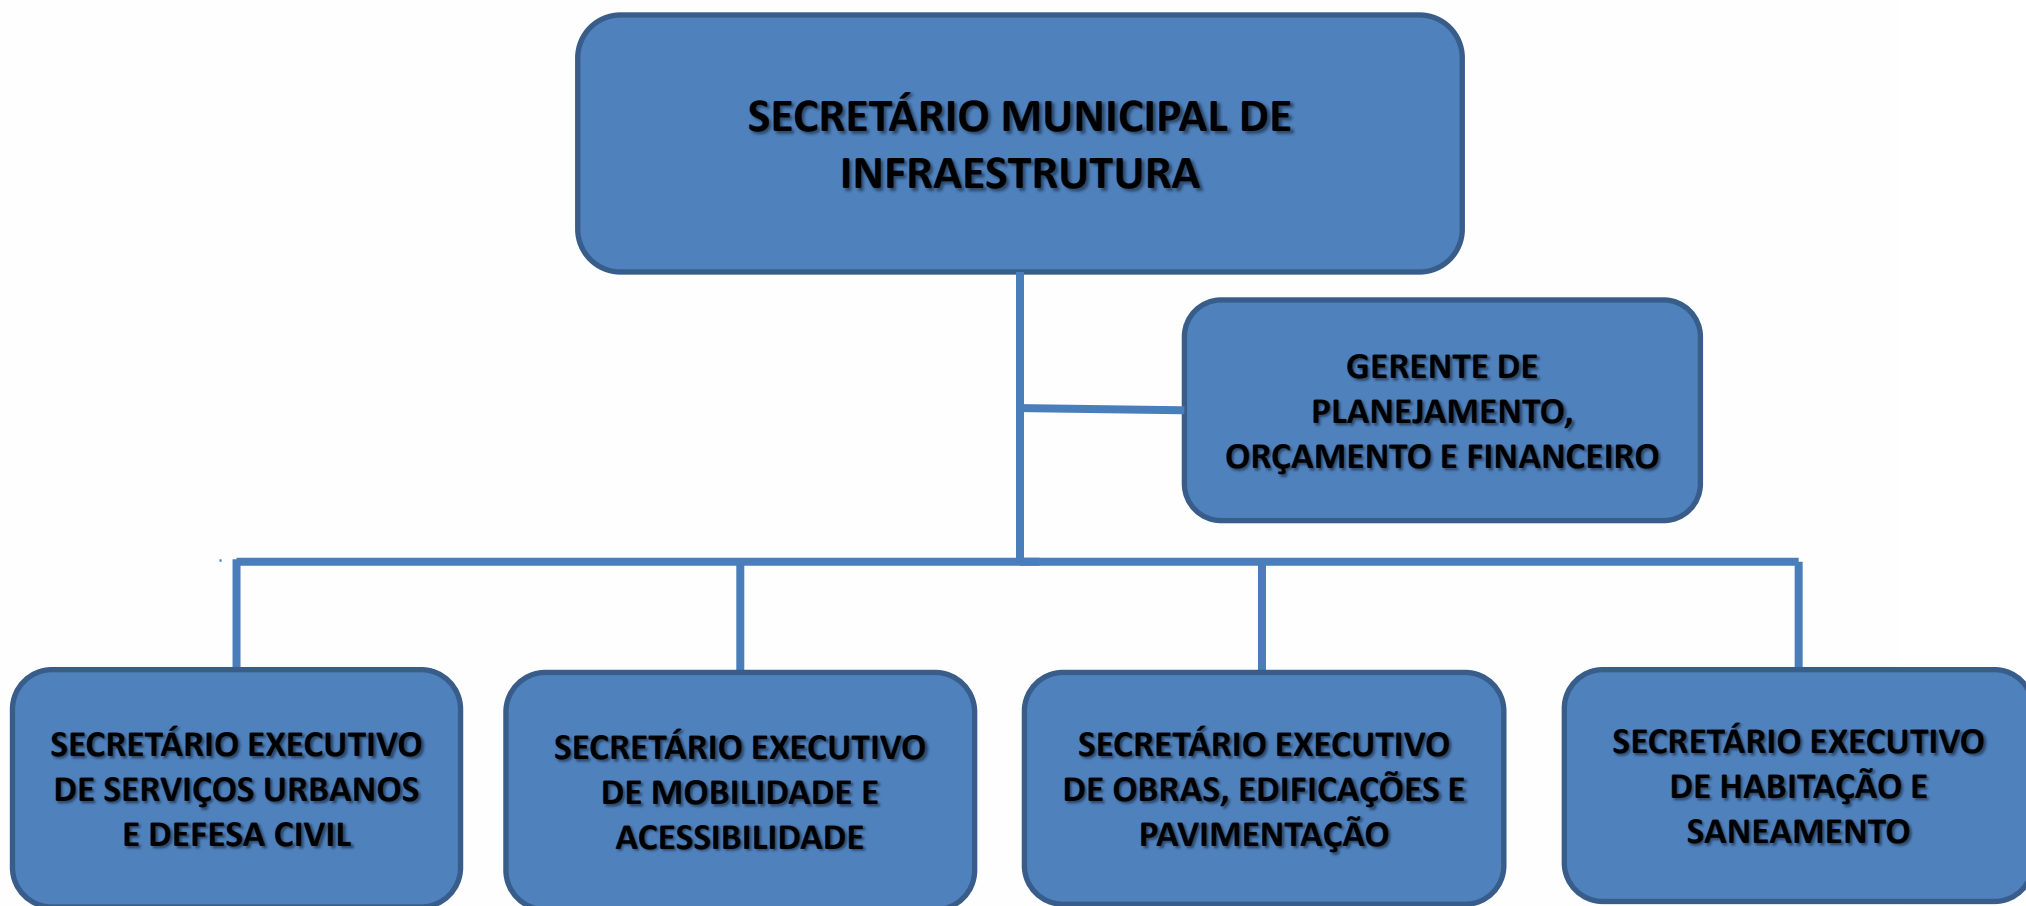 SECRETÁRIO MUNICIPAL DE
INFRAESTRUTURA
GERENTE DE
PLANEJAMENTO,
ORÇAMENTO E FINANCEIRO
SECRETÁRIO EXECUTIVO
DE SERVIÇOS URBANOS
E DEFESA CIVIL
SECRETÁRIO EXECUTIVO
DE MOBILIDADE E
ACESSIBILIDADE
SECRETÁRIO EXECUTIVO
DE OBRAS, EDIFICAÇÕES E
PAVIMENTAÇÃO
SECRETÁRIO EXECUTIVO
DE HABITAÇÃO E
SANEAMENTO